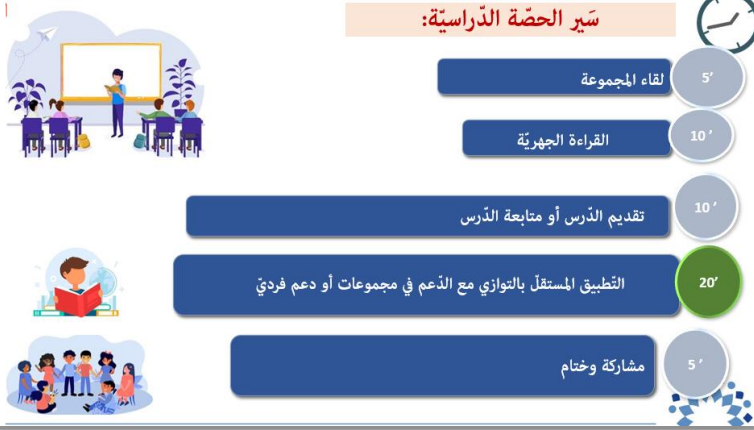 سَير الحصّة الدّراسيّة:
لقاء المجموعة
5′
القراءة الجهريّة
10 ′
تقديم الدّرس أو متابعة الدّرس
10 ′
التّطبيق المستقلّ بالتوازي مع الدّعم في مجموعات أو دعم فرديّ
20′
مشاركة وختام
5 ′